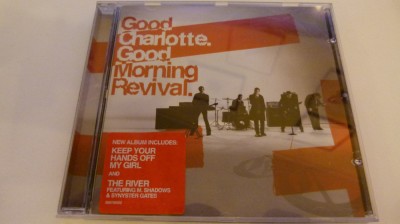 Good
Charlotte.
Good
Morning
Revival.
NEW ALBUM INCLUDES:
KEEP YOUR
HANDS OFF
MY GIRL
AND
THE RIVER
FEATURING M. SHADOWS
& SYNYSTER GATES